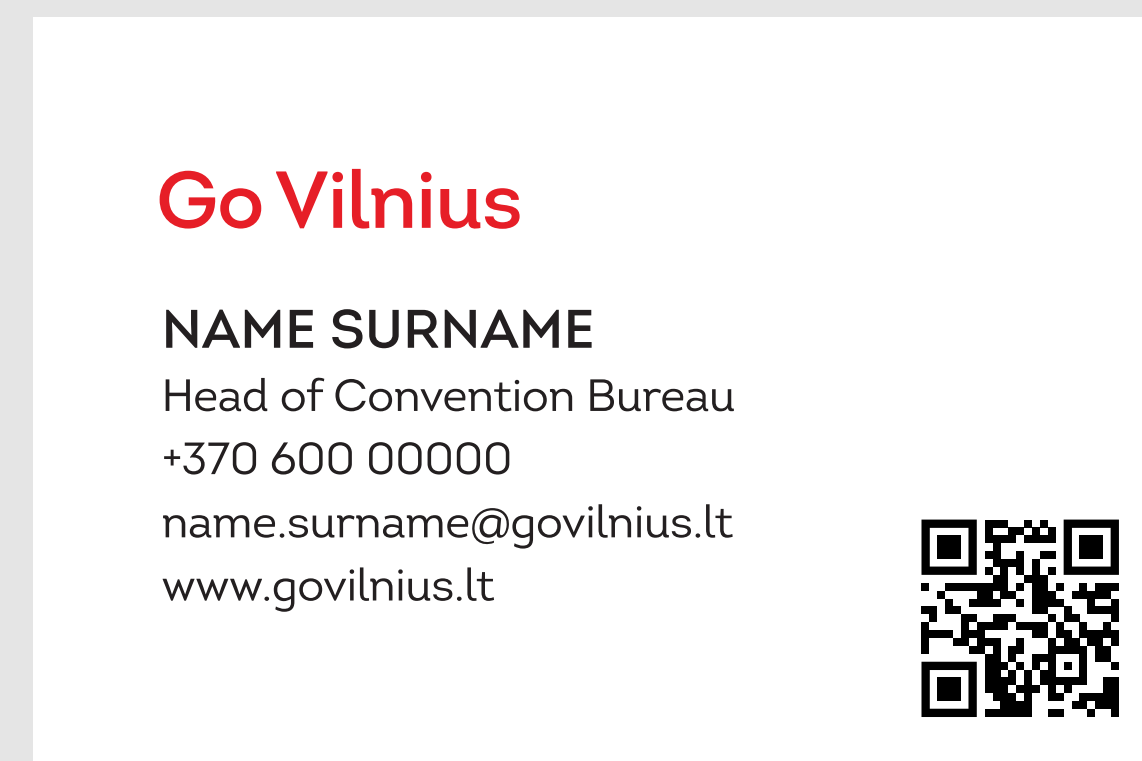 Go Vilnius
NAME SURNAME
Head of Convention Bureau
+370 600 00000
name.surname@govilnius.lt
www.govilnius.lt